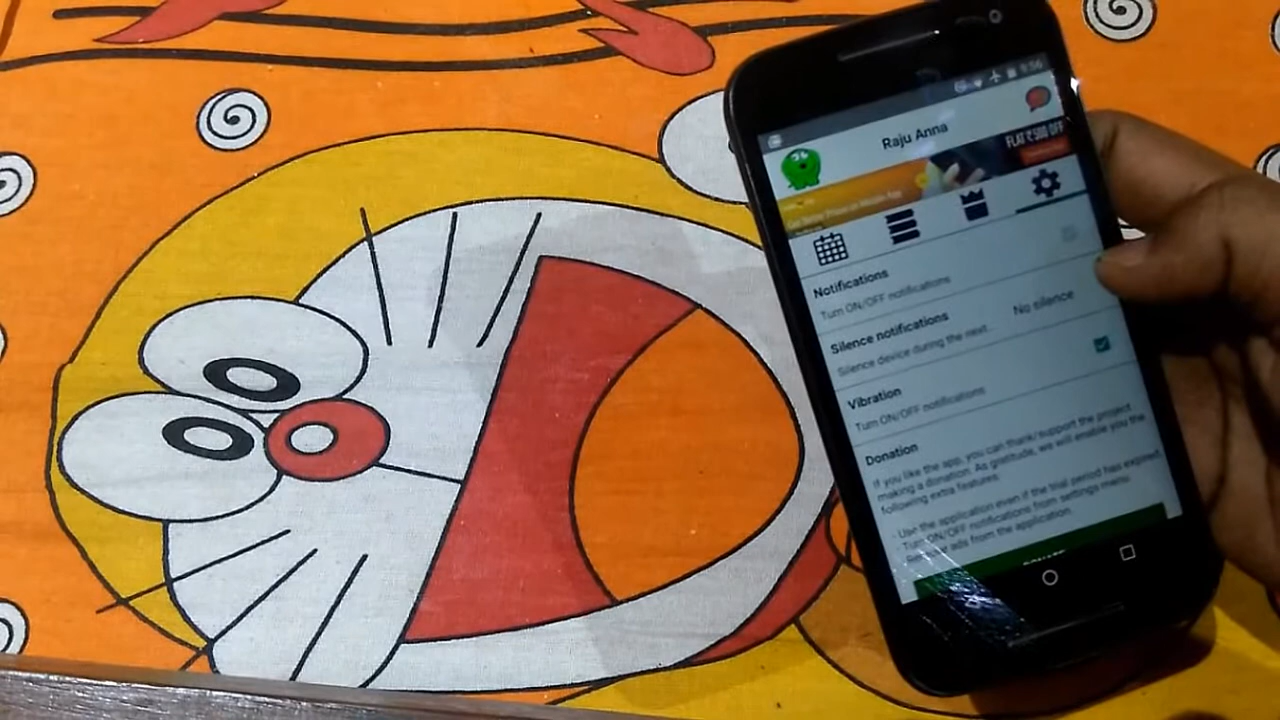 9:56
Raju Anna
FLAT ₹500 OFF
Notifications
Turn ON/OFF notifications
Silence notifications
Silence device during the next...
No silence
Vibration
Turn ON/OFF notifications
Donation
If you like the app, you can thank/support the project
making a donation. As gratitude, we will enable you the
following extra features.
- Use the application even if the trial period has expired
- Turn ON/OFF notifications from settings menu
ads from the application.